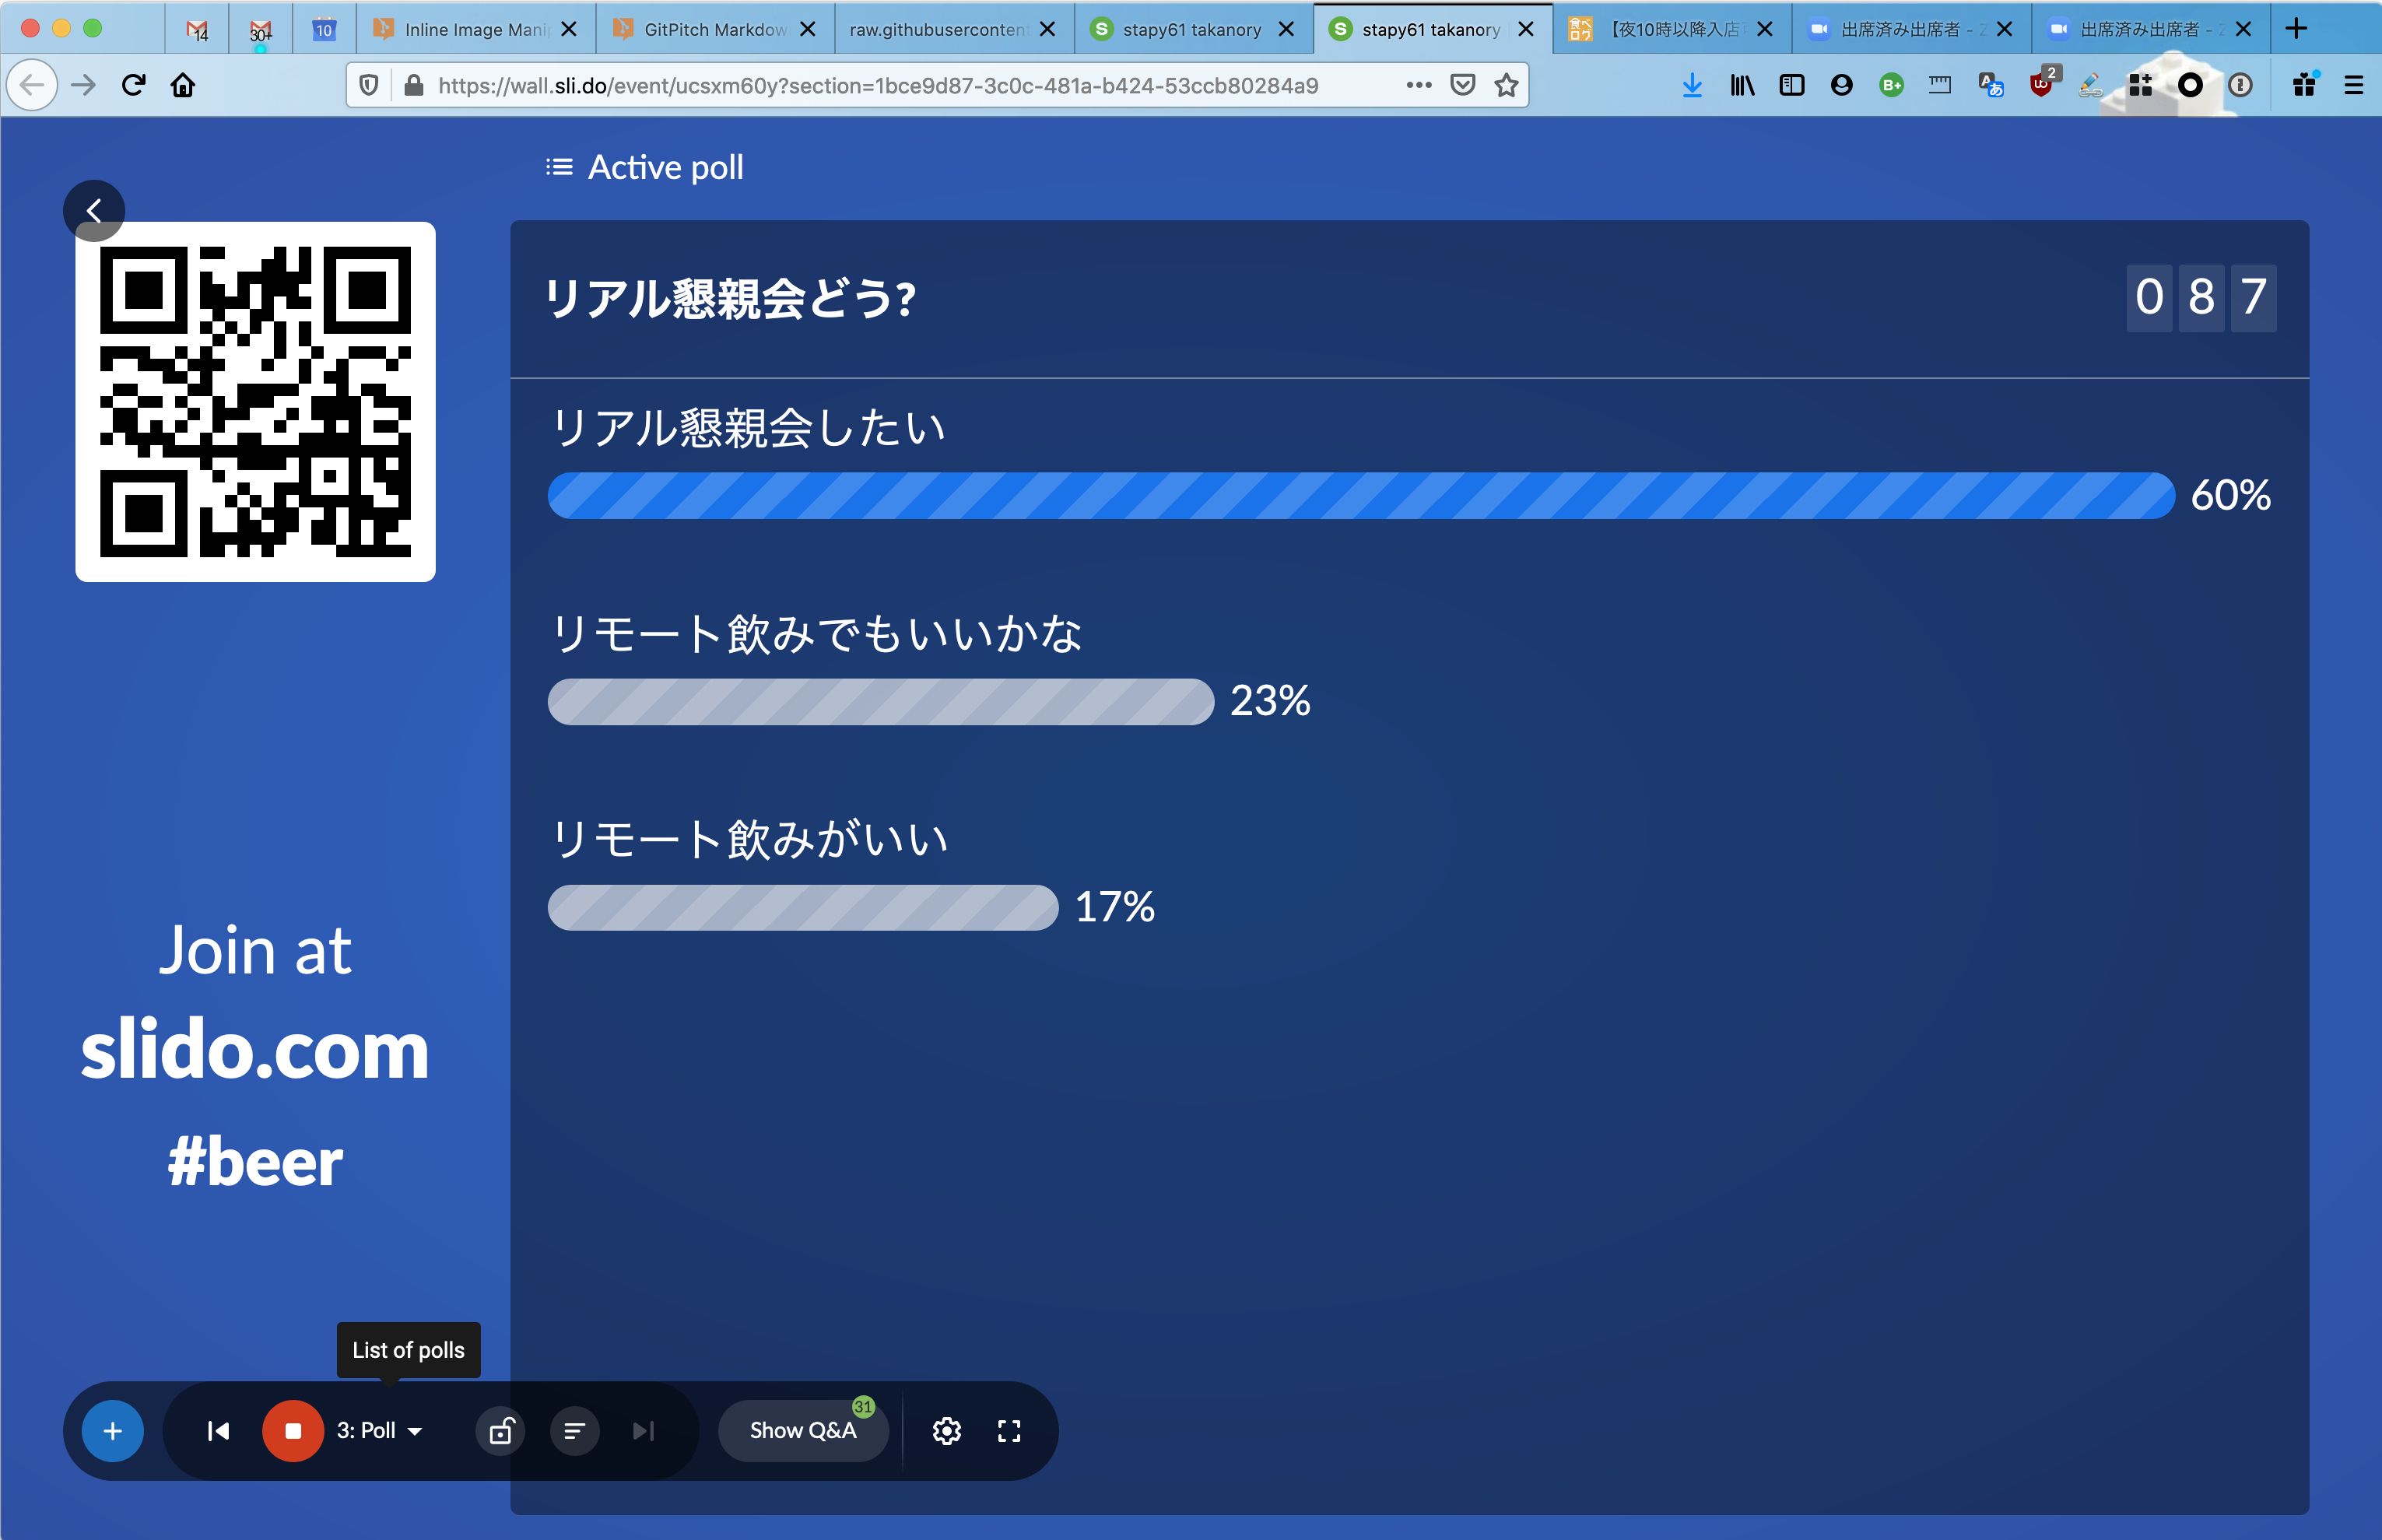 14
30+
10
Inline Image Mani
GitPitch Markdow
raw.githubuserconten
stapy61 takanory
stapy61 takanory
食べログ
【夜10時以降入店
出席済み出席者 - Z
出席済み出席者 - Z
https://wall.sli.do/event/ucsxm60y?section=1bce9d87-3c0c-481a-b424-53ccb80284a9
B+
2
Active poll
リアル懇親会どう?
087
リアル懇親会したい
60%
リモート飲みでもいいかな
23%
リモート飲みがいい
17%
Join at
slido.com
#beer
List of polls
3: Poll
Show Q&A
31